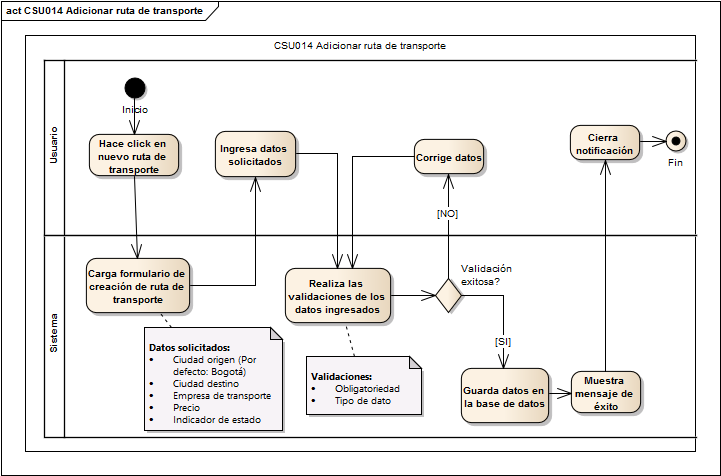 act CSU014 Adicionar ruta de transporte
CSU014 Adicionar ruta de transporte
Usuario
Inicio
Hace click en
nuevo ruta de
transporte
Ingresa datos
solicitados
Corrige datos
Cierra
notificación
Fin
[NO]
Sistema
Carga formulario de
creación de ruta de
transporte
Realiza las
validaciones de los
datos ingresados
Validación
exitosa?
[SI]
Datos solicitados:
• Ciudad origen (Por
defecto: Bogotá)
• Ciudad destino
• Empresa de transporte
• Precio
• Indicador de estado
Validaciones:
• Obligatoriedad
• Tipo de dato
Guarda datos en
la base de datos
Muestra
mensaje de
éxito